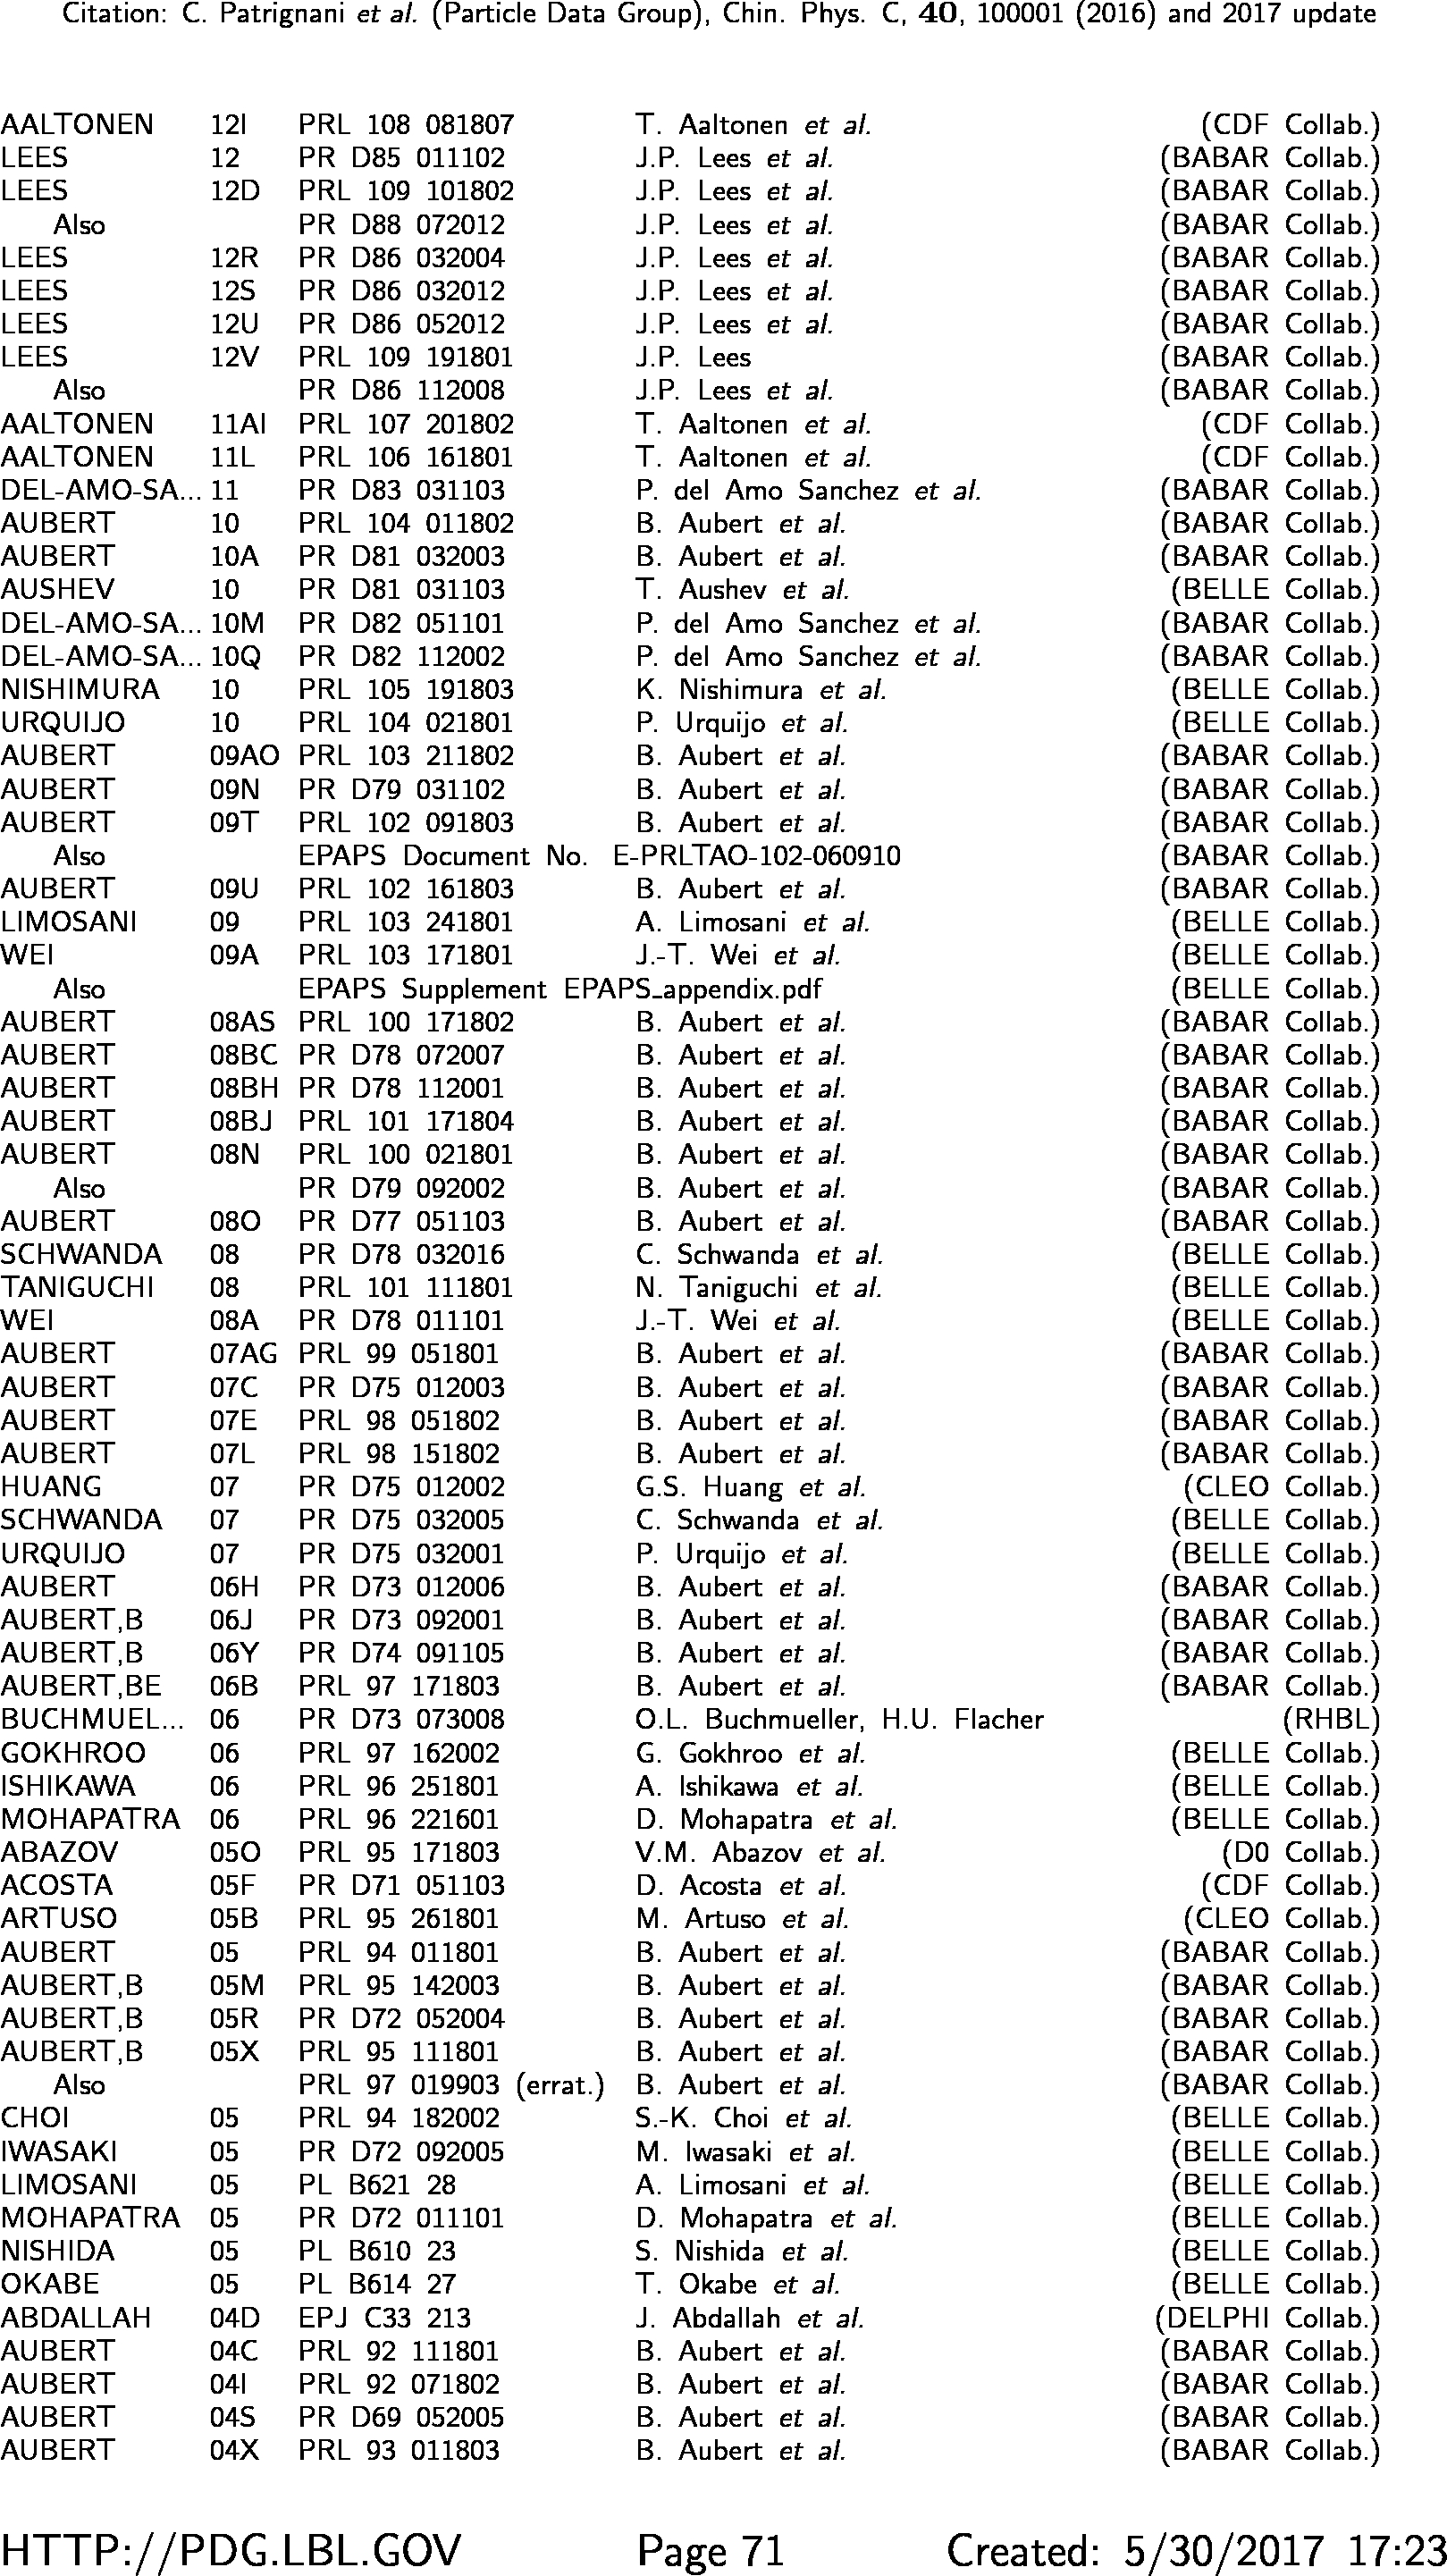 Citation: C. Patrignani et al. (Particle Data Group), Chin. Phys. C, 40, 100001 (2016) and 2017 update
AALTONEN 12I PRL 108 081807 T. Aaltonen et al. (CDF Collab.)
LEES 12 PR D85 011102 J.P. Lees et al. (BABAR Collab.)
LEES 12D PRL 109 101802 J.P. Lees et al. (BABAR Collab.)
Also PR D88 072012 J.P. Lees et al. (BABAR Collab.)
LEES 12R PR D86 032004 J.P. Lees et al. (BABAR Collab.)
LEES 12S PR D86 032012 J.P. Lees et al. (BABAR Collab.)
LEES 12U PR D86 052012 J.P. Lees et al. (BABAR Collab.)
LEES 12V PRL 109 191801 J.P. Lees (BABAR Collab.)
Also PR D86 112008 J.P. Lees et al. (BABAR Collab.)
AALTONEN 11AI PRL 107 201802 T. Aaltonen et al. (CDF Collab.)
AALTONEN 11L PRL 106 161801 T. Aaltonen et al. (CDF Collab.)
DEL-AMO-SA... 11 PR D83 031103 P. del Amo Sanchez et al. (BABAR Collab.)
AUBERT 10 PRL 104 011802 B. Aubert et al. (BABAR Collab.)
AUBERT 10A PR D81 032003 B. Aubert et al. (BABAR Collab.)
AUSHEV 10 PR D81 031103 T. Aushev et al. (BELLE Collab.)
DEL-AMO-SA... 10M PR D82 051101 P. del Amo Sanchez et al. (BABAR Collab.)
DEL-AMO-SA... 10Q PR D82 112002 P. del Amo Sanchez et al. (BABAR Collab.)
NISHIMURA 10 PRL 105 191803 K. Nishimura et al. (BELLE Collab.)
URQUIJO 10 PRL 104 021801 P. Urquijo et al. (BELLE Collab.)
AUBERT 09AO PRL 103 211802 B. Aubert et al. (BABAR Collab.)
AUBERT 09N PR D79 031102 B. Aubert et al. (BABAR Collab.)
AUBERT 09T PRL 102 091803 B. Aubert et al. (BABAR Collab.)
Also EPAPS Document No. E-PRLTAO-102-060910 (BABAR Collab.)
AUBERT 09U PRL 102 161803 B. Aubert et al. (BABAR Collab.)
LIMOSANI 09 PRL 103 241801 A. Limosani et al. (BELLE Collab.)
WEI 09A PRL 103 171801 J.-T. Wei et al. (BELLE Collab.)
Also EPAPS Supplement EPAPS_appendix.pdf (BELLE Collab.)
AUBERT 08AS PRL 100 171802 B. Aubert et al. (BABAR Collab.)
AUBERT 08BC PR D78 072007 B. Aubert et al. (BABAR Collab.)
AUBERT 08BH PR D78 112001 B. Aubert et al. (BABAR Collab.)
AUBERT 08BJ PRL 101 171804 B. Aubert et al. (BABAR Collab.)
AUBERT 08N PRL 100 021801 B. Aubert et al. (BABAR Collab.)
Also PR D79 092002 B. Aubert et al. (BABAR Collab.)
AUBERT 08O PR D77 051103 B. Aubert et al. (BABAR Collab.)
SCHWANDA 08 PR D78 032016 C. Schwanda et al. (BELLE Collab.)
TANIGUCHI 08 PRL 101 111801 N. Taniguchi et al. (BELLE Collab.)
WEI 08A PR D78 011101 J.-T. Wei et al. (BELLE Collab.)
AUBERT 07AG PRL 99 051801 B. Aubert et al. (BABAR Collab.)
AUBERT 07C PR D75 012003 B. Aubert et al. (BABAR Collab.)
AUBERT 07E PRL 98 051802 B. Aubert et al. (BABAR Collab.)
AUBERT 07L PRL 98 151802 B. Aubert et al. (BABAR Collab.)
HUANG 07 PR D75 012002 G.S. Huang et al. (CLEO Collab.)
SCHWANDA 07 PR D75 032005 C. Schwanda et al. (BELLE Collab.)
URQUIJO 07 PR D75 032001 P. Urquijo et al. (BELLE Collab.)
AUBERT 06H PR D73 012006 B. Aubert et al. (BABAR Collab.)
AUBERT,B 06J PR D73 092001 B. Aubert et al. (BABAR Collab.)
AUBERT,B 06Y PR D74 091105 B. Aubert et al. (BABAR Collab.)
AUBERT,BE 06B PRL 97 171803 B. Aubert et al. (BABAR Collab.)
BUCHMUEL... 06 PR D73 073008 O.L. Buchmueller, H.U. Flacher (RHBL)
GOKHROO 06 PRL 97 162002 G. Gokhroo et al. (BELLE Collab.)
ISHIKAWA 06 PRL 96 251801 A. Ishikawa et al. (BELLE Collab.)
MOHAPATRA 06 PRL 96 221601 D. Mohapatra et al. (BELLE Collab.)
ABAZOV 05O PRL 95 171803 V.M. Abazov et al. (D0 Collab.)
ACOSTA 05F PR D71 051103 D. Acosta et al. (CDF Collab.)
ARTUSO 05B PRL 95 261801 M. Artuso et al. (CLEO Collab.)
AUBERT 05 PRL 94 011801 B. Aubert et al. (BABAR Collab.)
AUBERT,B 05M PRL 95 142003 B. Aubert et al. (BABAR Collab.)
AUBERT,B 05R PR D72 052004 B. Aubert et al. (BABAR Collab.)
AUBERT,B 05X PRL 95 111801 B. Aubert et al. (BABAR Collab.)
Also PRL 97 019903 (errat.) B. Aubert et al. (BABAR Collab.)
CHOI 05 PRL 94 182002 S.-K. Choi et al. (BELLE Collab.)
IWASAKI 05 PR D72 092005 M. Iwasaki et al. (BELLE Collab.)
LIMOSANI 05 PL B621 28 A. Limosani et al. (BELLE Collab.)
MOHAPATRA 05 PR D72 011101 D. Mohapatra et al. (BELLE Collab.)
NISHIDA 05 PL B610 23 S. Nishida et al. (BELLE Collab.)
OKABE 05 PL B614 27 T. Okabe et al. (BELLE Collab.)
ABDALLAH 04D EPJ C33 213 J. Abdallah et al. (DELPHI Collab.)
AUBERT 04C PRL 92 111801 B. Aubert et al. (BABAR Collab.)
AUBERT 04I PRL 92 071802 B. Aubert et al. (BABAR Collab.)
AUBERT 04S PR D69 052005 B. Aubert et al. (BABAR Collab.)
AUBERT 04X PRL 93 011803 B. Aubert et al. (BABAR Collab.)
HTTP://PDG.LBL.GOV Page 71 Created: 5/30/2017 17:23